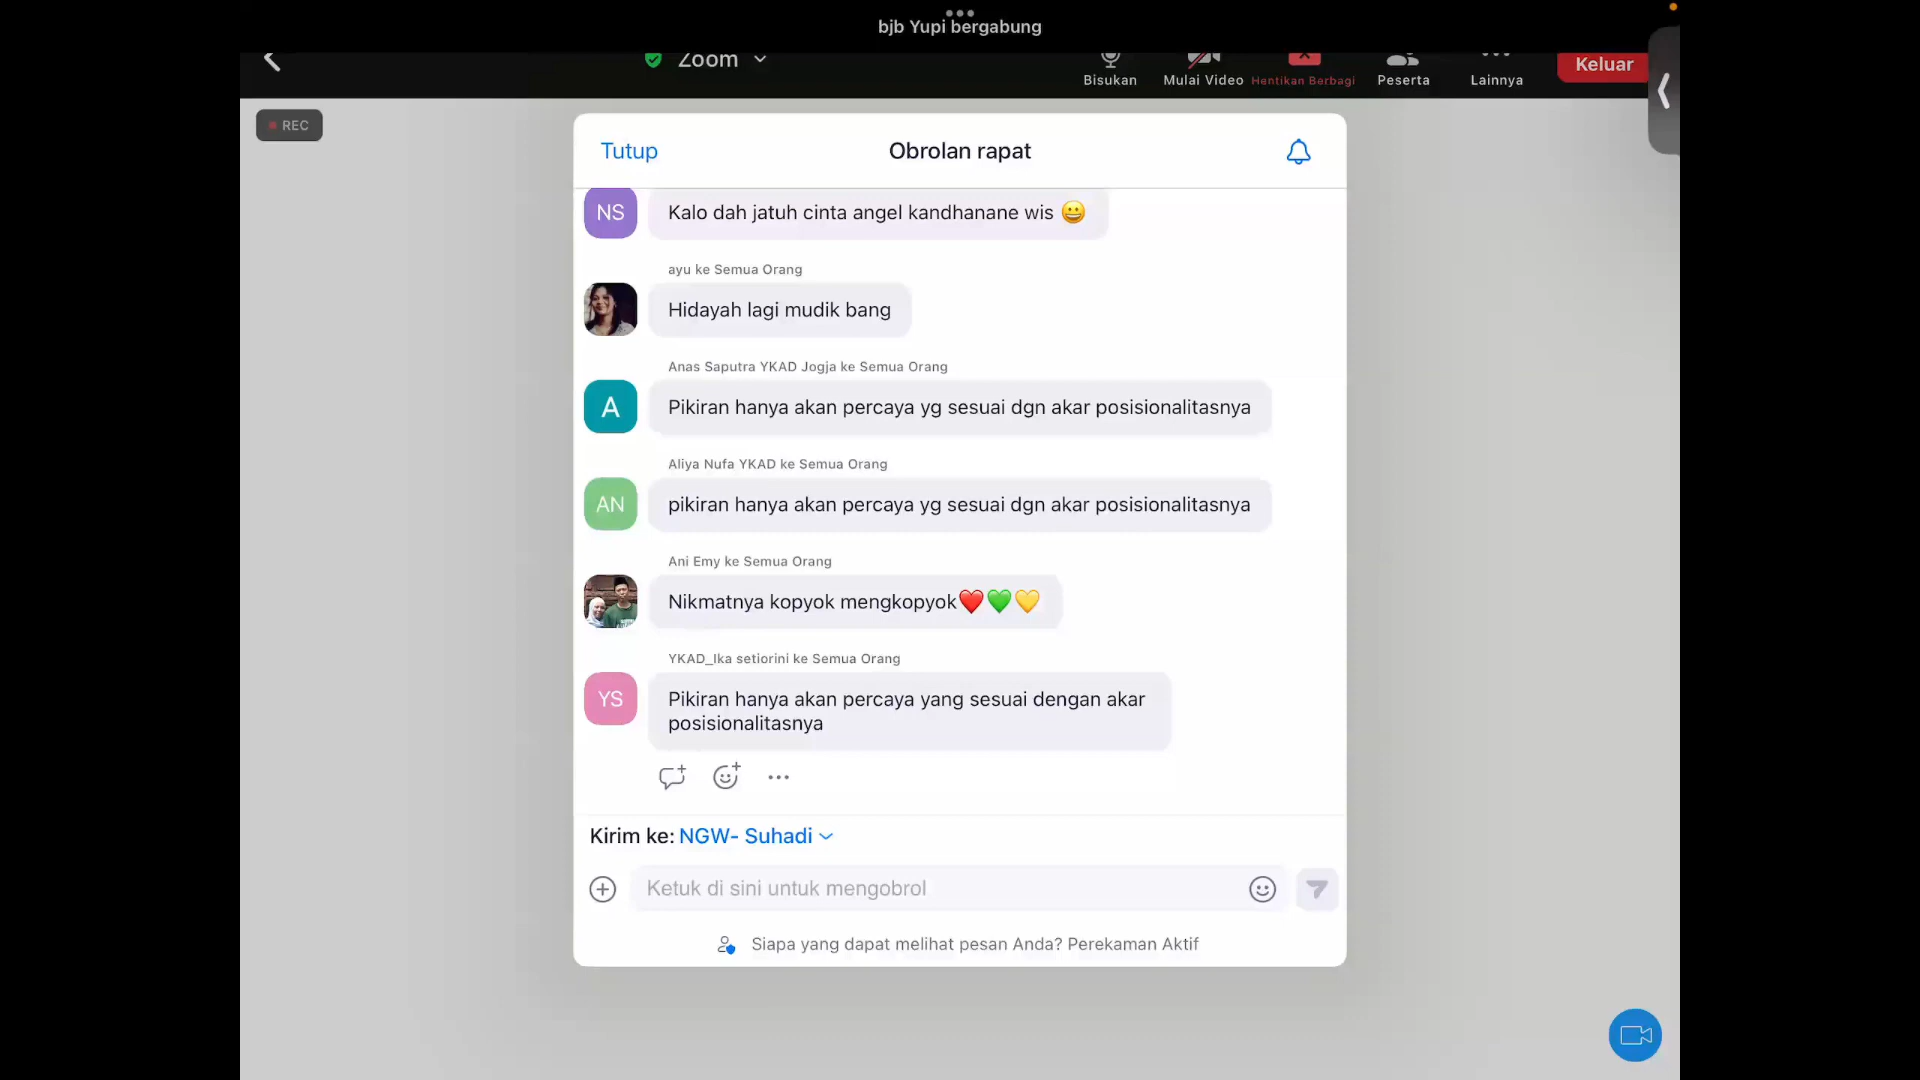 bjb Yupi bergabung
Zoom
Bisukan
Mulai Video
Hentikan Berbagi
Peserta
Lainnya
Keluar
REC
Tutup
Obrolan rapat
NS
Kalo dah jatuh cinta angel kandhanane wis 😀
ayu ke Semua Orang
Hidayah lagi mudik bang
Anas Saputra YKAD Jogja ke Semua Orang
A
Pikiran hanya akan percaya yg sesuai dgn akar posisionalitasnya
Aliya Nufa YKAD ke Semua Orang
AN
pikiran hanya akan percaya yg sesuai dgn akar posisionalitasnya
Ani Emy ke Semua Orang
Nikmatnya kopyok mengkopyok❤️💚💛
YKAD_Ika setiorini ke Semua Orang
YS
Pikiran hanya akan percaya yang sesuai dengan akar
posisionalitasnya
Kirim ke: NGW- Suhadi
Ketuk di sini untuk mengobrol
Siapa yang dapat melihat pesan Anda? Perekaman Aktif